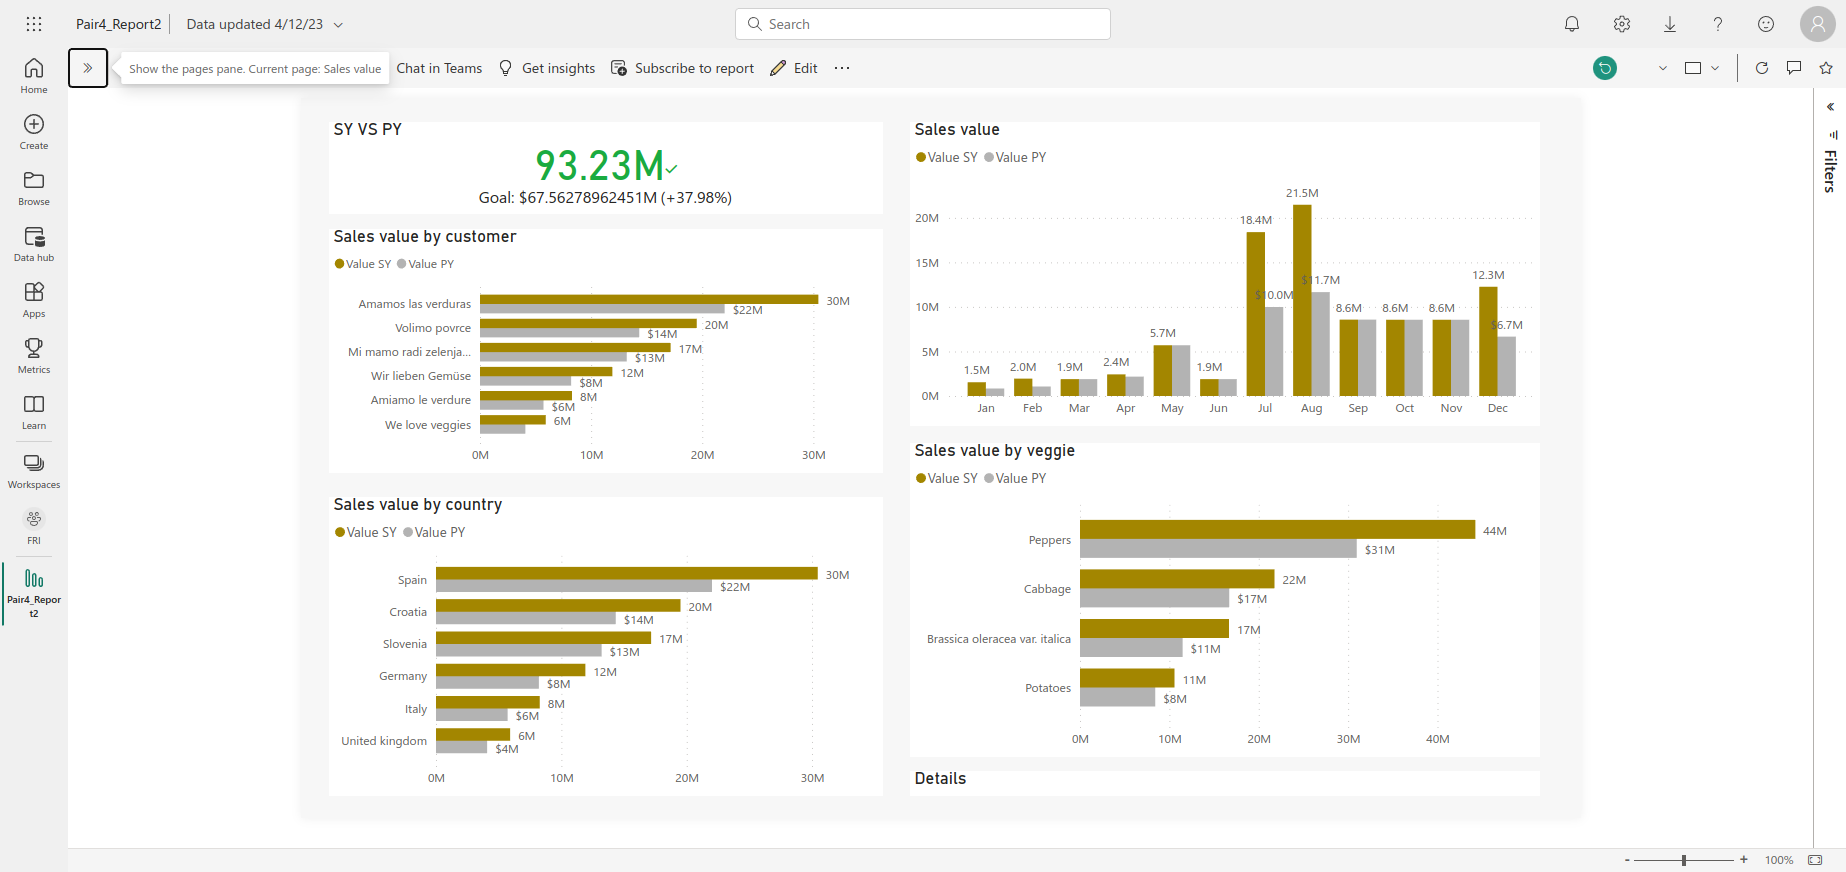 Pair4_Report2
Data updated 4/12/23
Search
Show the pages pane. Current page: Sales value
Chat in Teams
Get insights
Subscribe to report
Edit
Home
Create
Browse
Data hub
Apps
Metrics
Learn
Workspaces
FRI
Pair4_Repor
t2
SY VS PY
93.23M
Goal: $67.56278962451M (+37.98%)
Sales value by customer
Value SY Value PY
Amamos las verduras 30M
$22M
Volimo povrce 20M
$14M
Mi mamo radi zelenja... 17M
$13M
Wir lieben Gemüse 12M
$8M
Amiamo le verdure 8M
$6M
We love veggies 6M
0M 10M 20M 30M
Sales value by country
Value SY Value PY
Spain 30M
$22M
Croatia 20M
$14M
Slovenia 17M
$13M
Germany 12M
$8M
Italy 8M
$6M
United kingdom 6M
$4M
0M 10M 20M 30M
Sales value
Value SY Value PY
21.5M
20M 18.4M
15M
$11.7M 12.3M
10M $10.0M 8.6M 8.6M 8.6M
$6.7M
5.7M
5M
1.5M 2.0M 1.9M 2.4M 1.9M
0M
Jan Feb Mar Apr May Jun Jul Aug Sep Oct Nov Dec
Sales value by veggie
Value SY Value PY
Peppers 44M
$31M
Cabbage 22M
$17M
Brassica oleracea var. italica 17M
$11M
Potatoes 11M
$8M
0M 10M 20M 30M 40M
Details
Filters
- + 100%